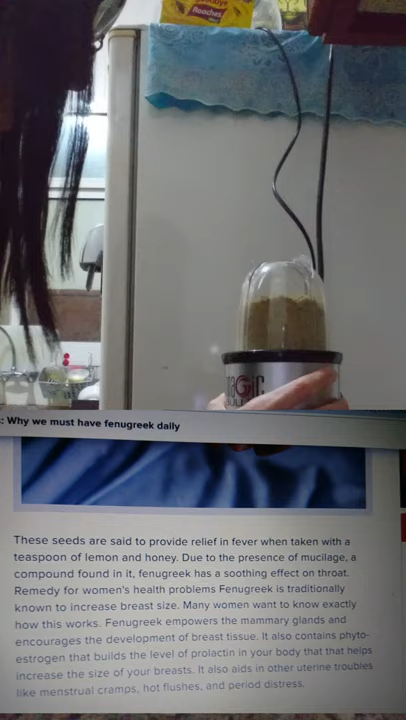 Rooches
magic
: Why we must have fenugreek daily
These seeds are said to provide relief in fever when taken with a
teaspoon of lemon and honey. Due to the presence of mucilage, a
compound found in it, fenugreek has a soothing effect on throat.
Remedy for women's health problems Fenugreek is traditionally
known to increase breast size. Many women want to know exactly
how this works. Fenugreek empowers the mammary glands and
encourages the development of breast tissue. It also contains phyto-
estrogen that builds the level of prolactin in your body that that helps
increase the size of your breasts. It also aids in other uterine troubles
like menstrual cramps, hot flushes, and period distress.